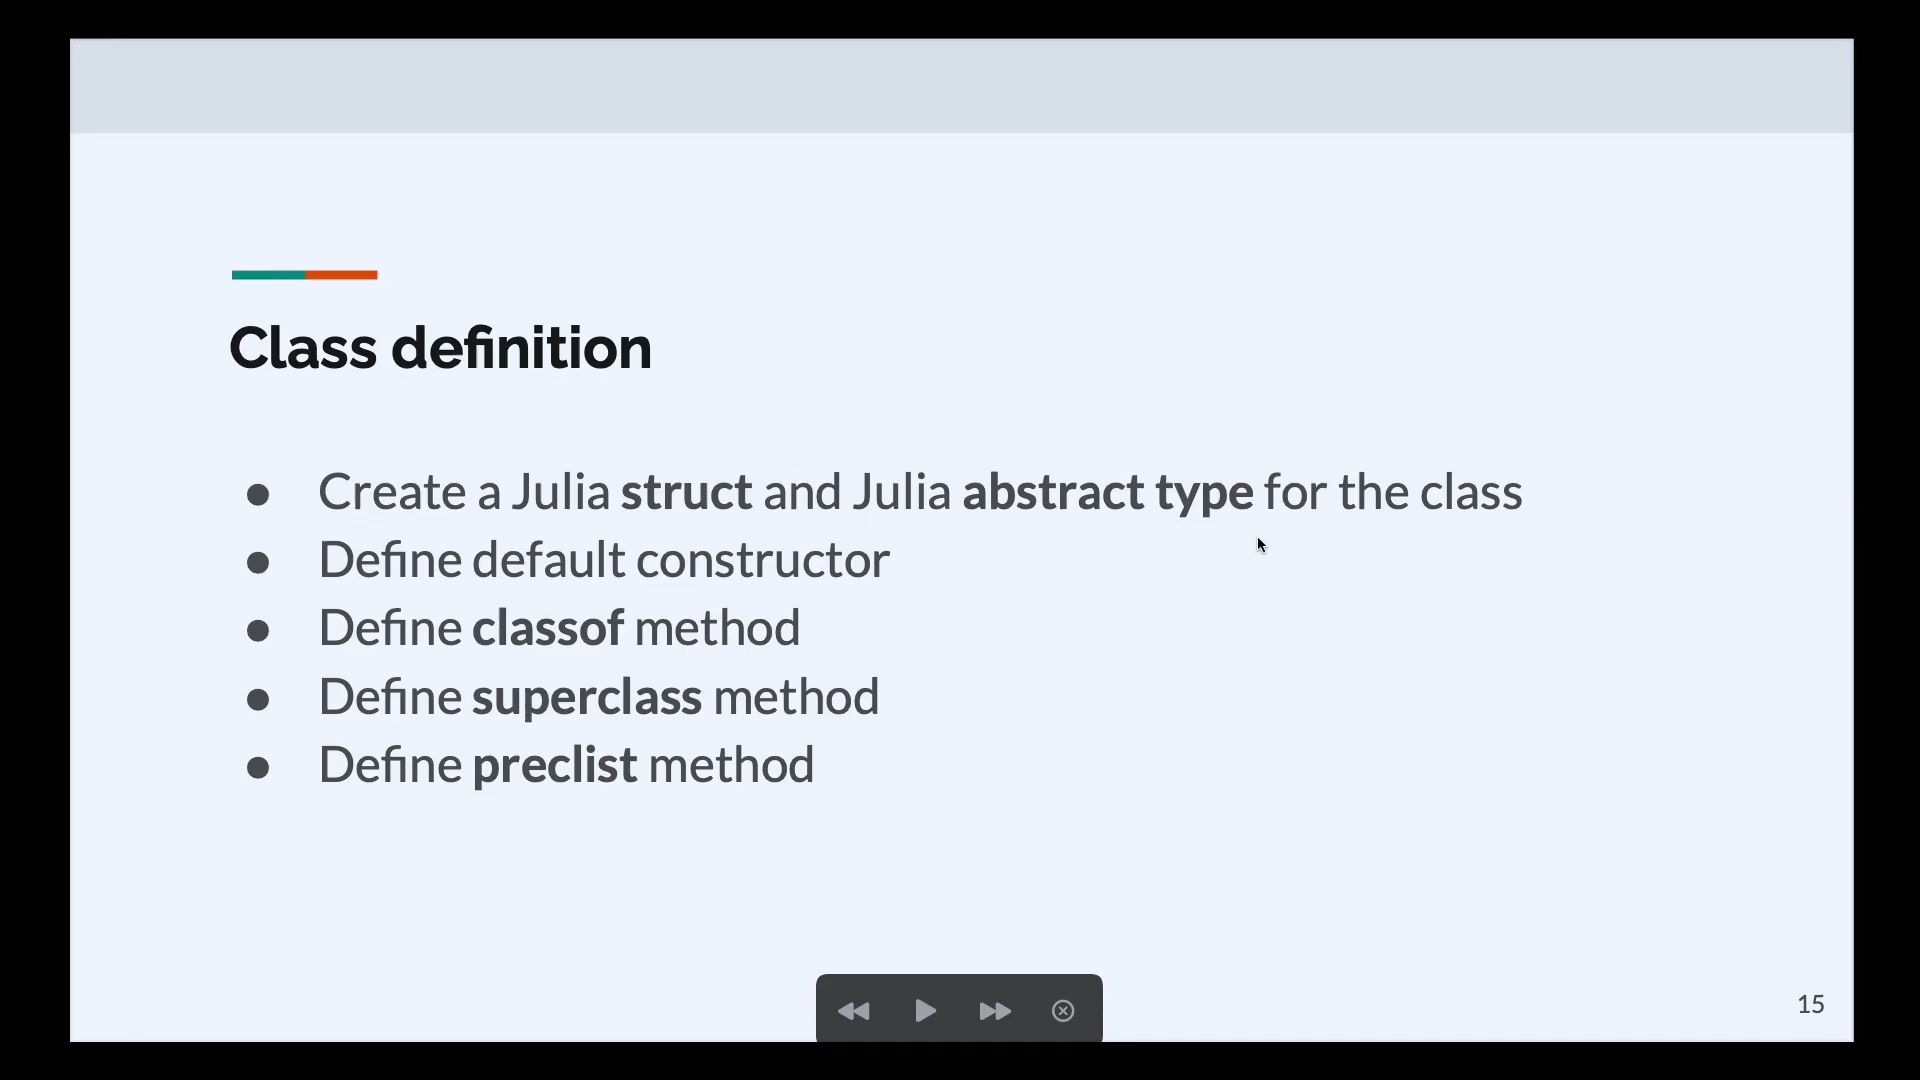 Class definition
● Create a Julia struct and Julia abstract type for the class
● Define default constructor
● Define classof method
● Define superclass method
● Define preclist method
15